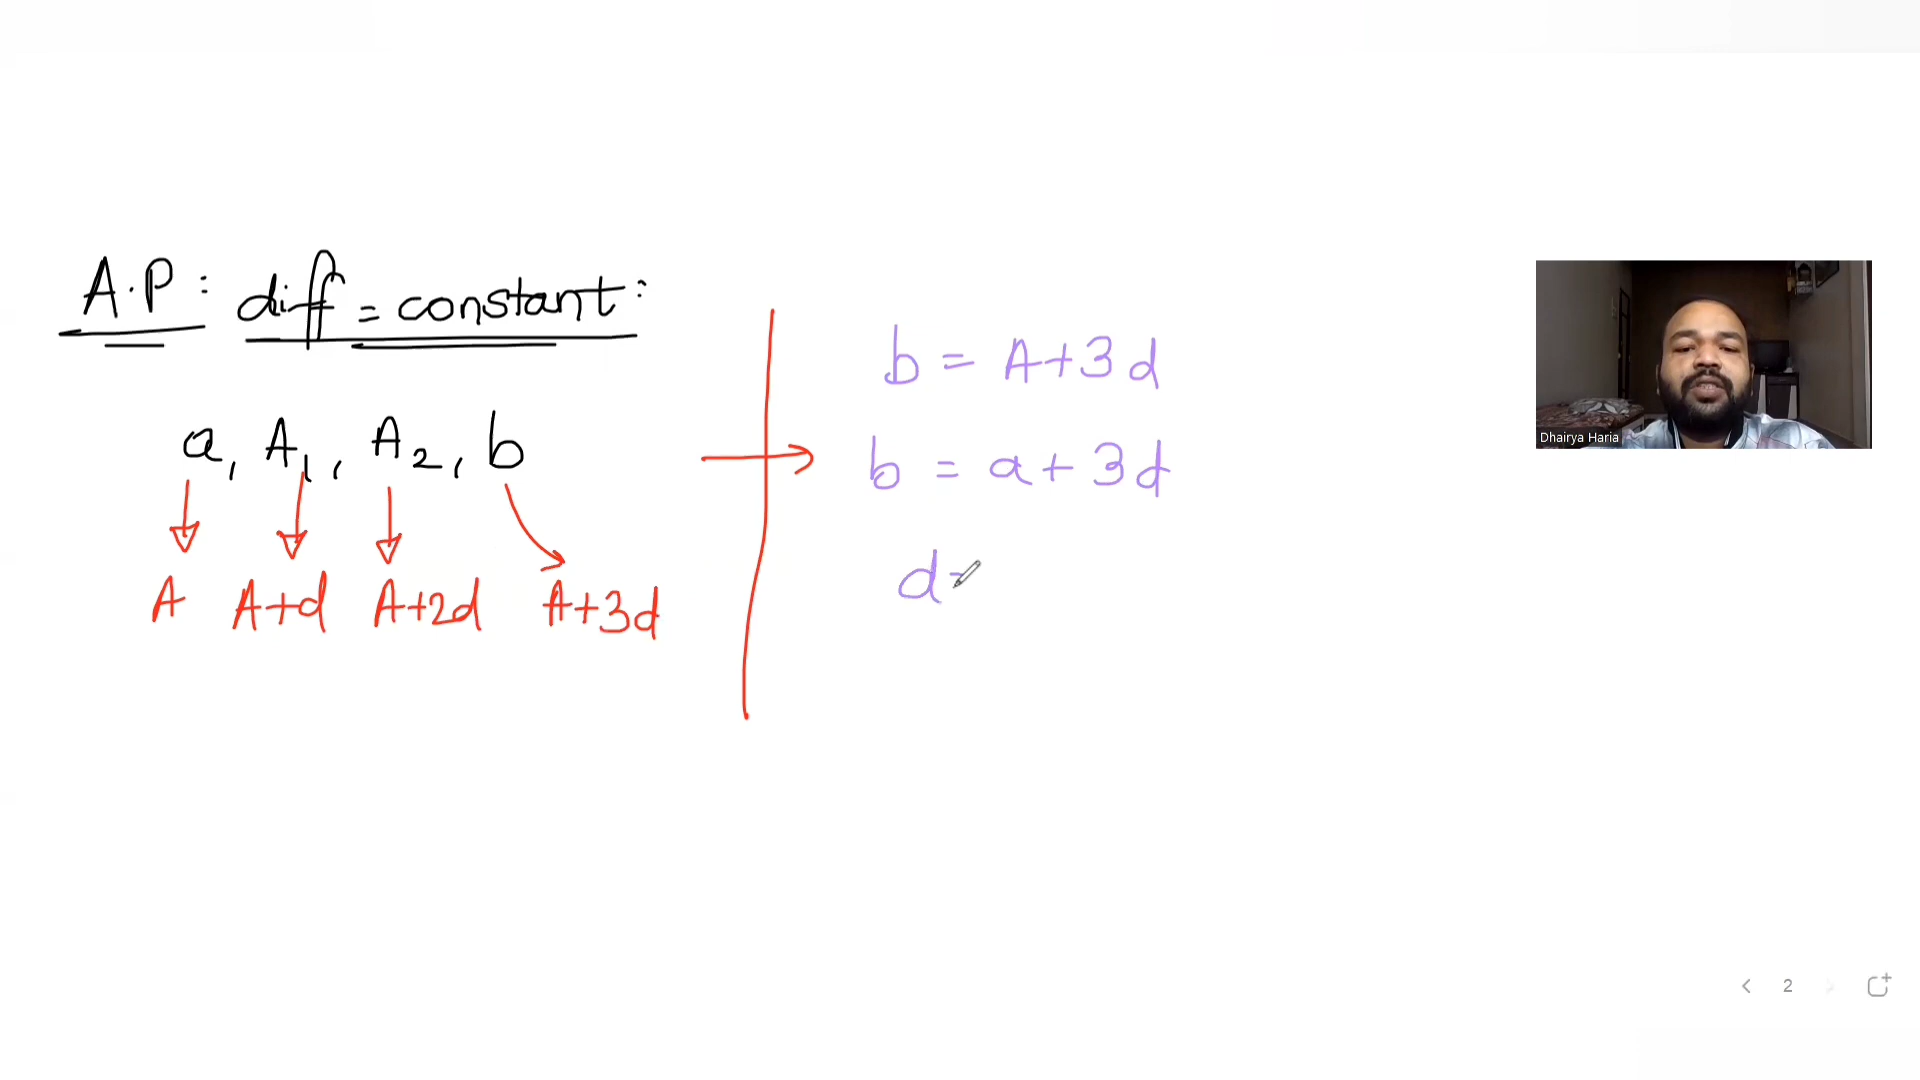 A.P : diff = constant :
a, A₁, A₂, b
A A+d A+2d A+3d
b = A+3d
b = a + 3d
d=
Dhairya Haria
2